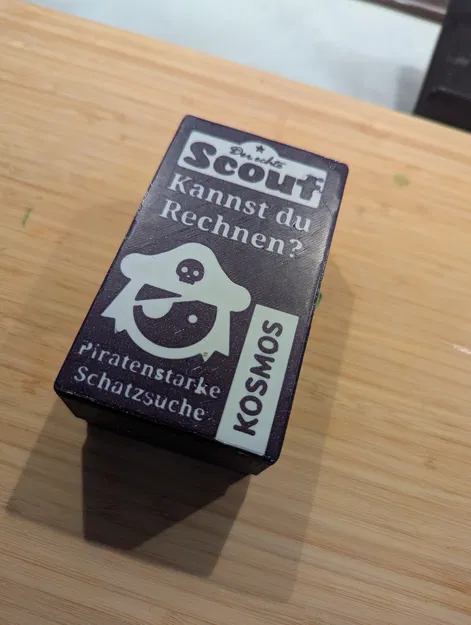 Der echte
Scout
Kannst du
Rechnen?
Piratenstarke
Schatzsuche
KOSMOS